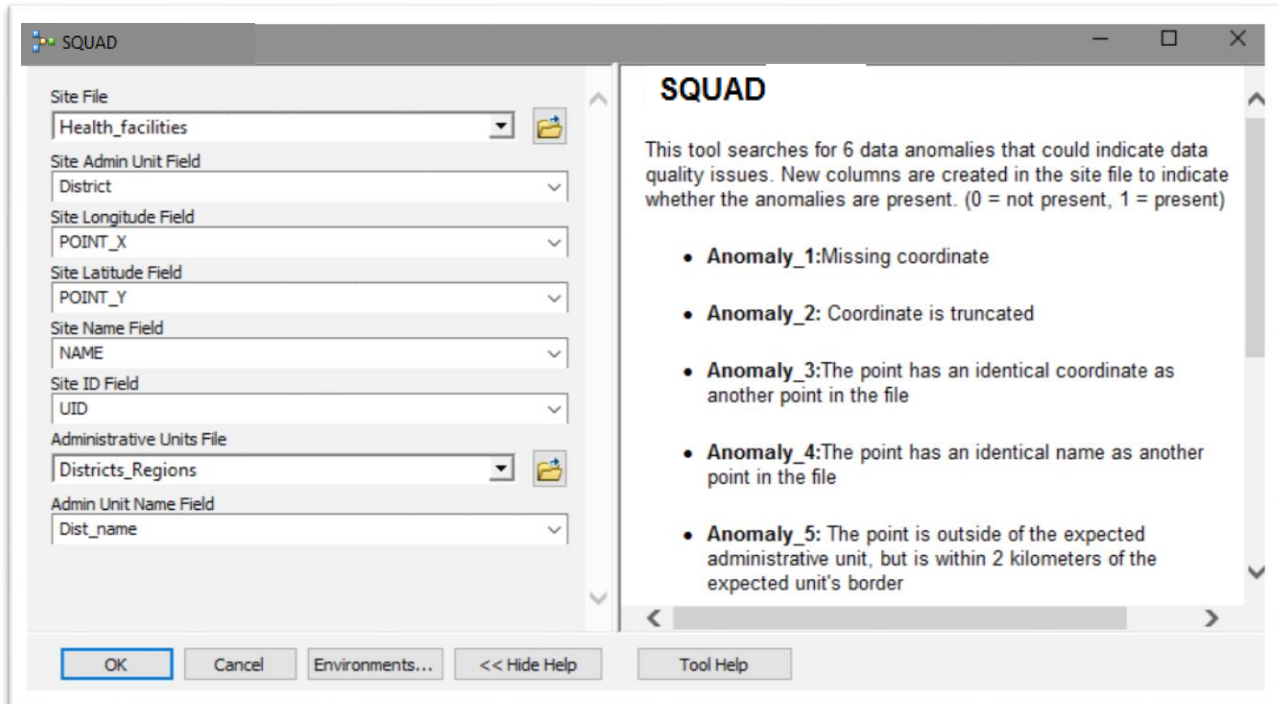 SQUAD
Site File
Health_facilities
Site Admin Unit Field
District
Site Longitude Field
POINT_X
Site Latitude Field
POINT_Y
Site Name Field
NAME
Site ID Field
UID
Administrative Units File
Districts_Regions
Admin Unit Name Field
Dist_name
SQUAD
This tool searches for 6 data anomalies that could indicate data
quality issues. New columns are created in the site file to indicate
whether the anomalies are present. (0 = not present, 1 = present)
• Anomaly_1:Missing coordinate
• Anomaly_2: Coordinate is truncated
• Anomaly_3:The point has an identical coordinate as
another point in the file
• Anomaly_4:The point has an identical name as another
point in the file
• Anomaly_5: The point is outside of the expected
administrative unit, but is within 2 kilometers of the
expected unit's border
OK
Cancel
Environments...
<< Hide Help
Tool Help